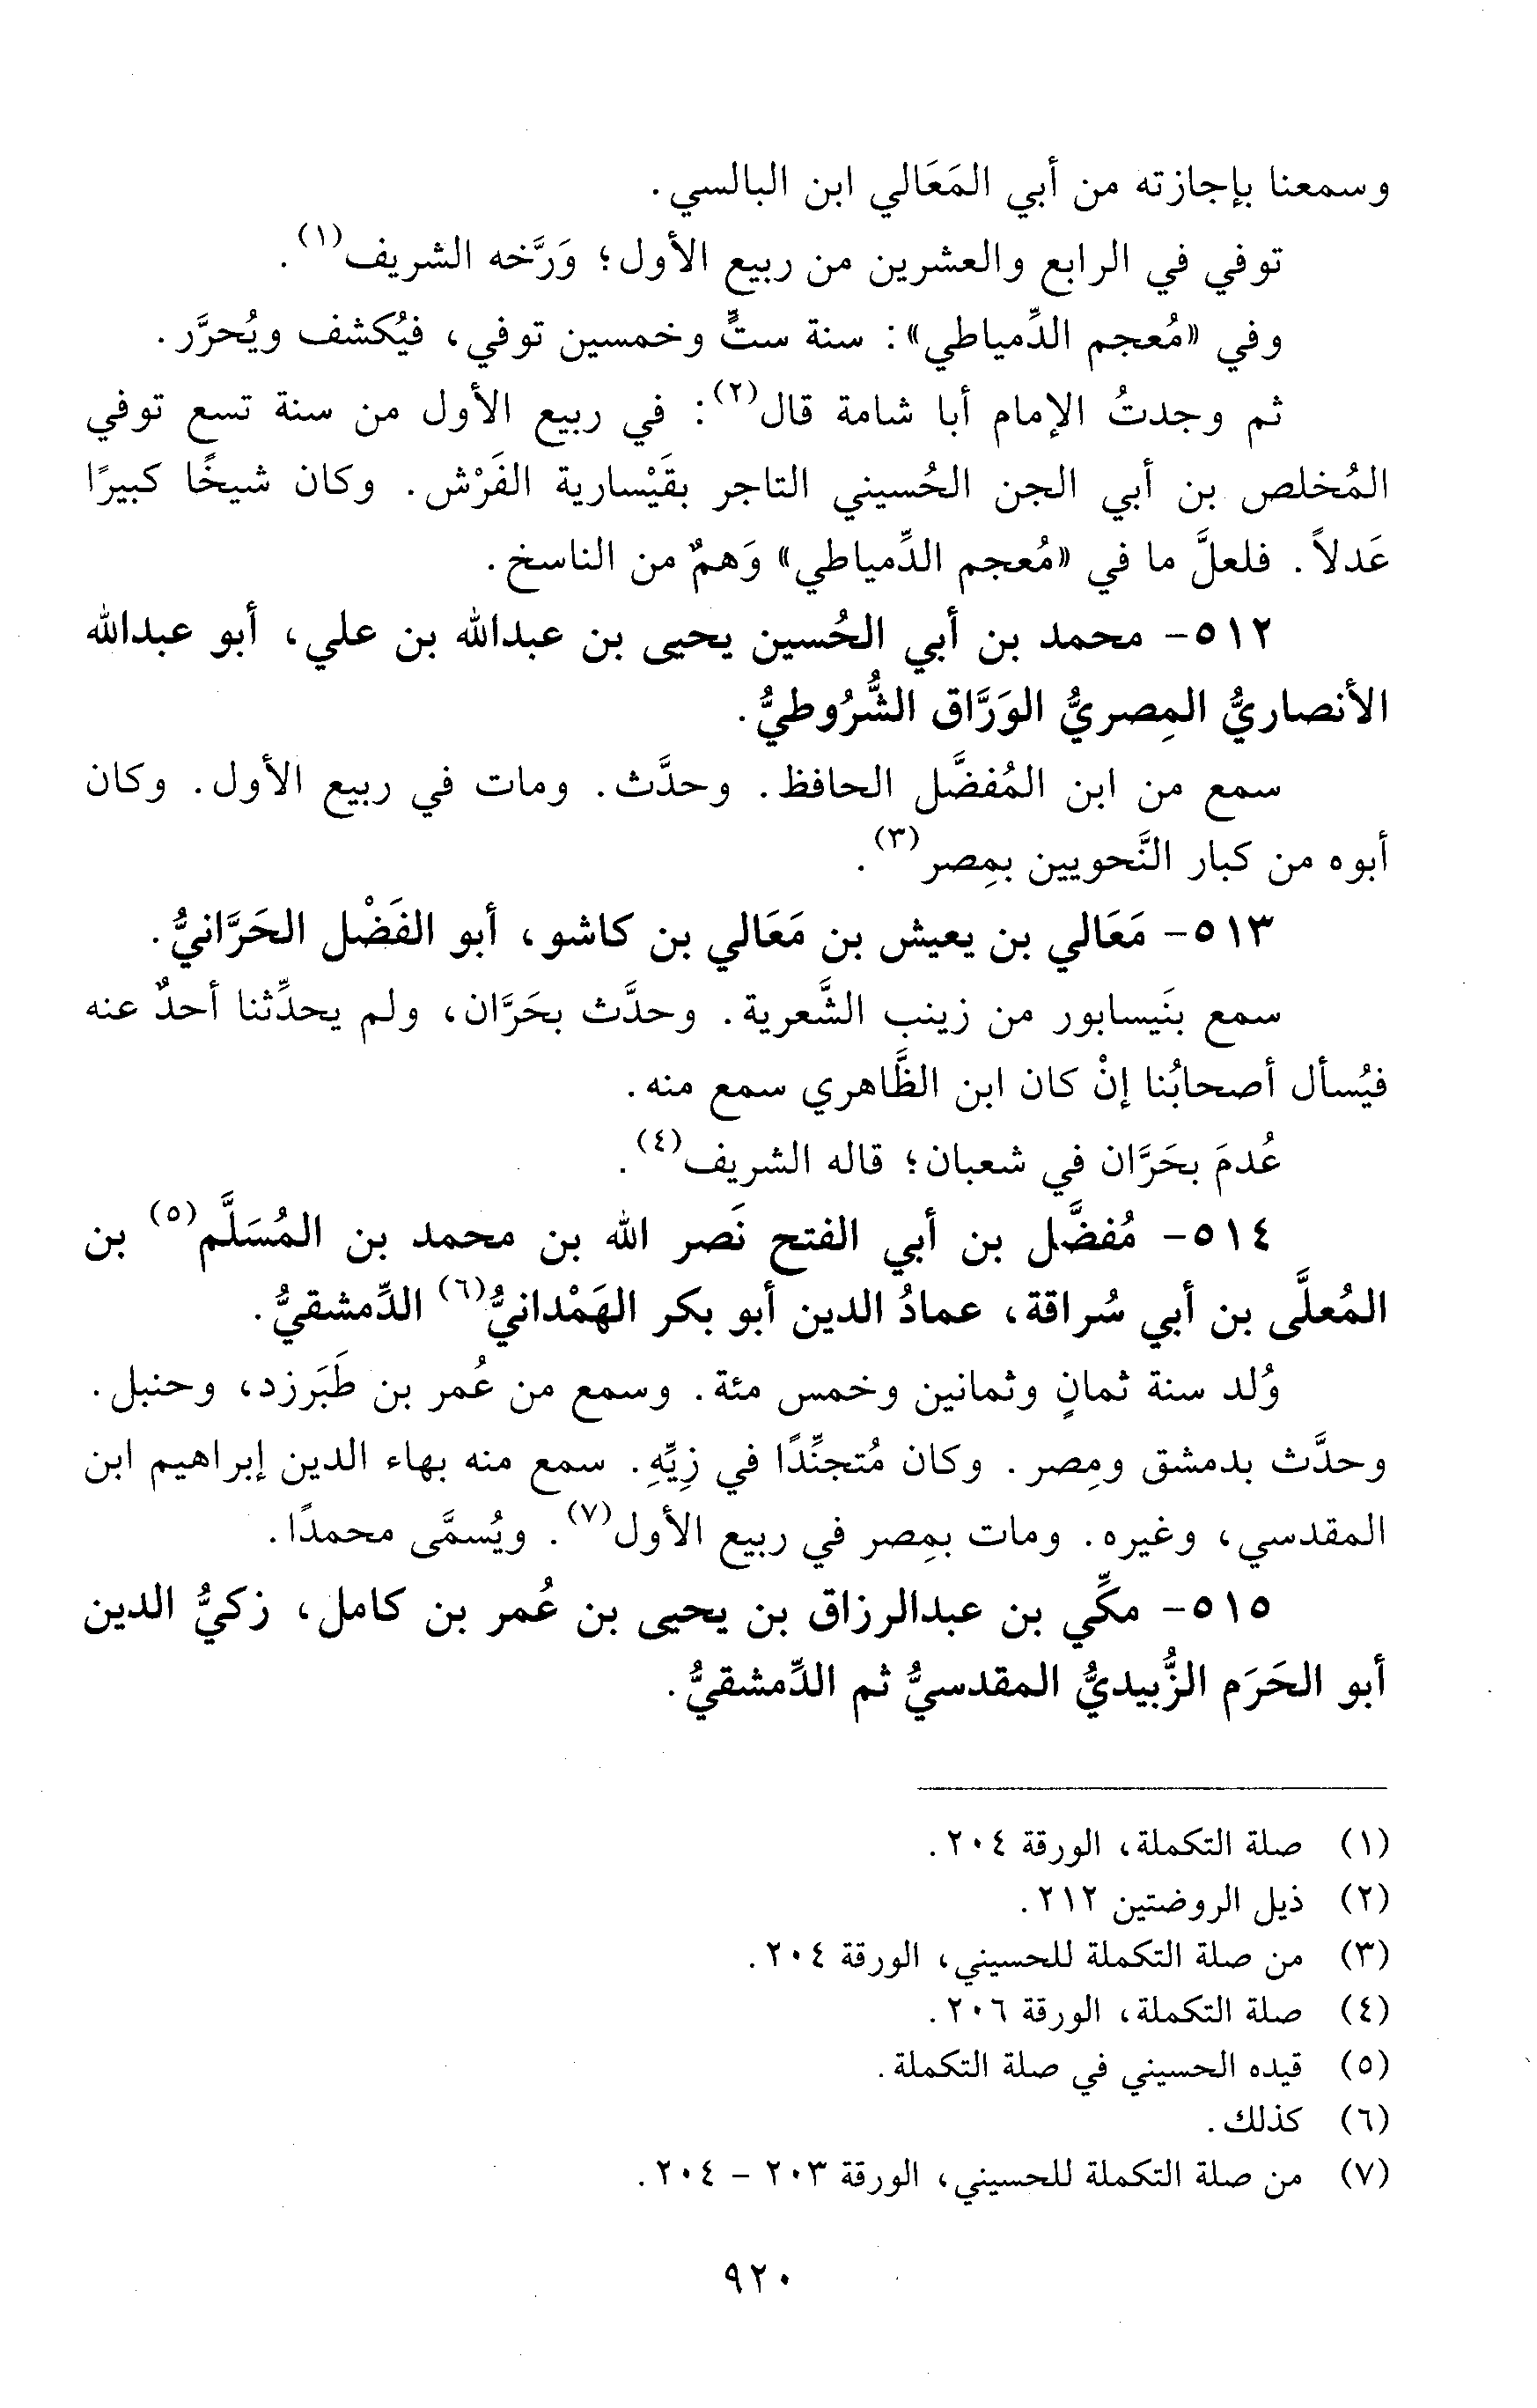 وسمعنا بإجازته من أبي المَعَالي ابن البالسي.
توفي في الرابع والعشرين من ربيع الأول؛ وَرَّخه الشريف(١).
وفي «مُعجم الدِّمياطي»: سنة ستٍّ وخمسين توفي، فيُكشف ويُحرَّر.
ثم وجدتُ الإمام أبا شامة قال(٢): في ربيع الأول من سنة تسع توفي
المُخلص بن أبي الجن الحُسيني التاجر بقَيْسارية الفَرْش. وكان شيخًا كبيرًا
عَدلاً. فلعلَّ ما في «مُعجم الدِّمياطي» وَهمٌ من الناسخ.
٥١٢- محمد بن أبي الحُسين يحيى بن عبدالله بن علي، أبو عبدالله
الأنصاريُّ المِصريُّ الوَرَّاق الشُّرُوطيُّ.
سمع من ابن المُفضَّل الحافظ. وحدَّث. ومات في ربيع الأول. وكان
أبوه من كبار النَّحويين بمِصر(٣).
٥١٣- مَعَالي بن يعيش بن مَعَالي بن كاشو، أبو الفَضْل الحَرَّانيُّ.
سمع بنَيسابور من زينب الشَّعرية. وحدَّث بحَرَّان، ولم يحدِّثنا أحدٌ عنه
فيُسأل أصحابُنا إنْ كان ابن الظَّاهري سمع منه.
عُدمَ بحَرَّان في شعبان؛ قاله الشريف(٤).
٥١٤- مُفضَّل بن أبي الفتح نَصر الله بن محمد بن المُسَلَّم(٥) بن
المُعلَّى بن أبي سُراقة، عمادُ الدين أبو بكر الهَمْدانيُّ(٦) الدِّمشقيُّ.
وُلد سنة ثمانٍ وثمانين وخمس مئة. وسمع من عُمر بن طَبَرزد، وحنبل.
وحدَّث بدمشق ومِصر. وكان مُتجنِّدًا في زِيِّهِ. سمع منه بهاء الدين إبراهيم ابن
المقدسي، وغيره. ومات بمِصر في ربيع الأول(٧). ويُسمَّى محمدًا.
٥١٥- مكِّي بن عبدالرزاق بن يحيى بن عُمر بن كامل، زكيُّ الدين
أبو الحَرَم الزُّبيديُّ المقدسيُّ ثم الدِّمشقيُّ.
(١) صلة التكملة، الورقة ٢٠٤.
(٢) ذيل الروضتين ٢١٢.
(٣) من صلة التكملة للحسيني، الورقة ٢٠٤.
(٤) صلة التكملة، الورقة ٢٠٦.
(٥) قيده الحسيني في صلة التكملة.
(٦) كذلك.
(٧) من صلة التكملة للحسيني، الورقة ٢٠٣ - ٢٠٤.
٩٢٠